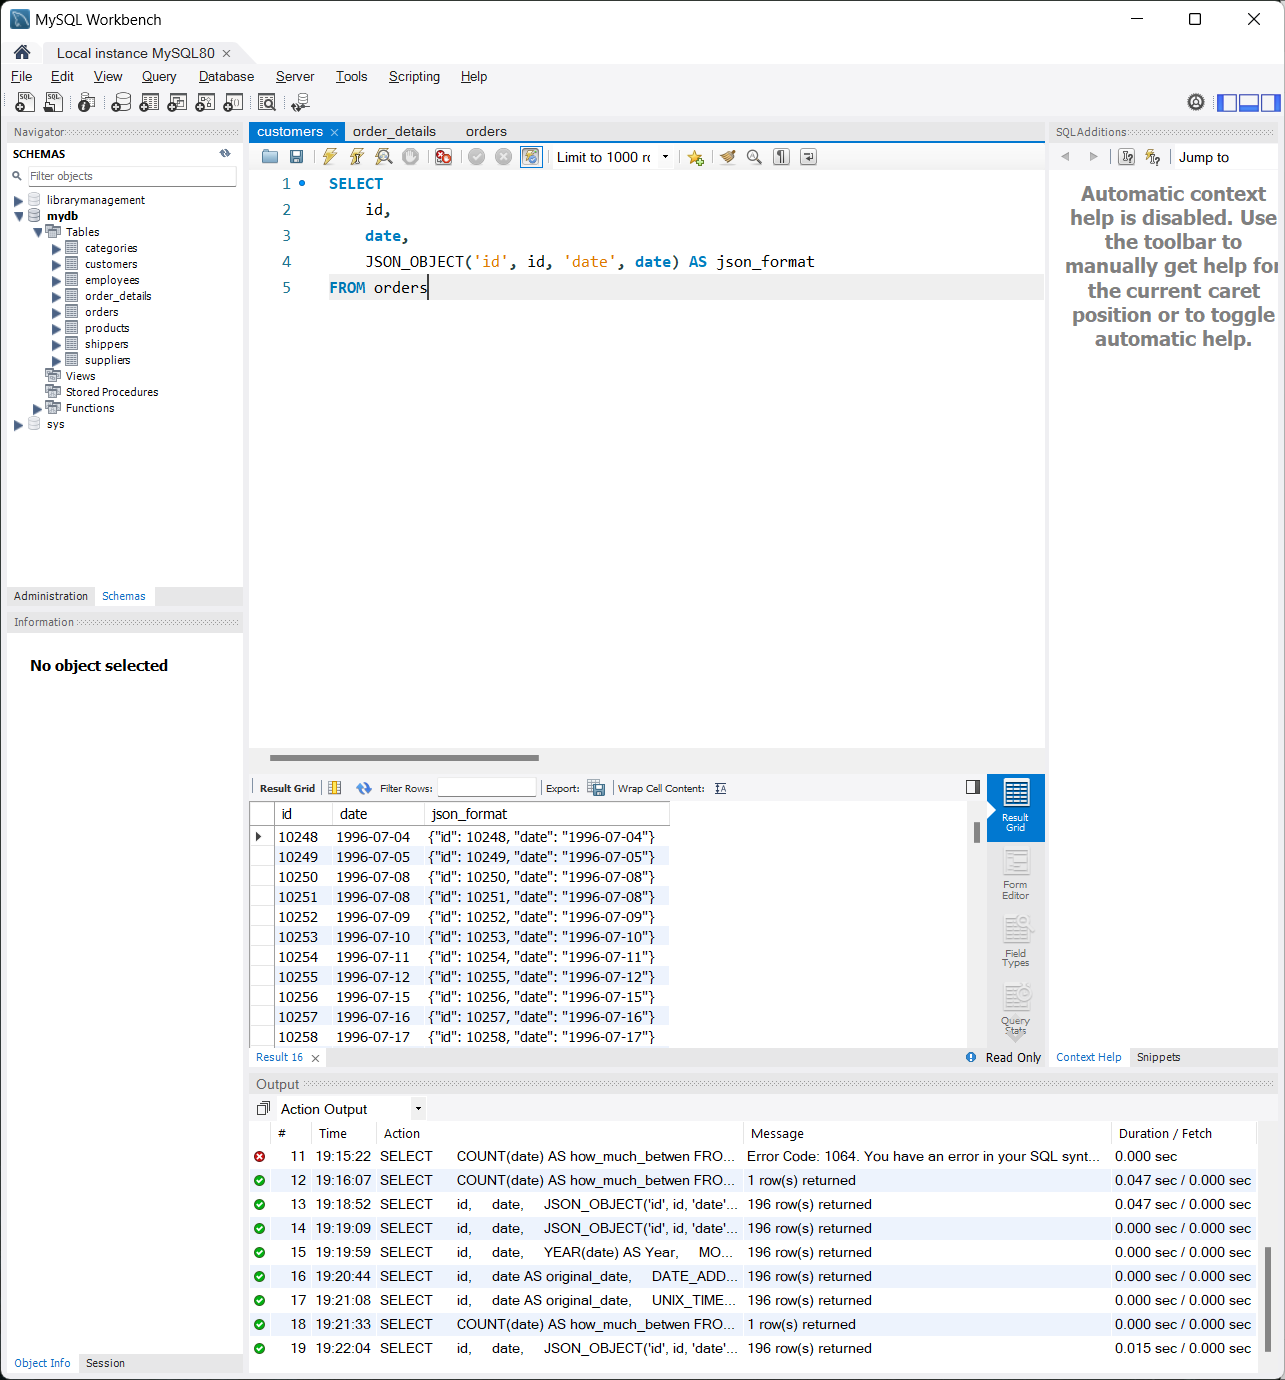 MySQL Workbench
Local instance MySQL80
File Edit View Query Database Server Tools Scripting Help
Navigator
SCHEMAS
Filter objects
librarymanagement
mydb
Tables
categories
customers
employees
order_details
orders
products
shippers
suppliers
Views
Stored Procedures
Functions
sys
Administration Schemas
Information
No object selected
Object Info Session
customers order_details orders
Limit to 1000 r
1 SELECT
2 id,
3 date,
4 JSON_OBJECT('id', id, 'date', date) AS json_format
5 FROM orders
SQLAdditions
Jump to
Automatic context
help is disabled. Use
the toolbar to
manually get help for
the current caret
position or to toggle
automatic help.
Result Grid Filter Rows: Export: Wrap Cell Content:
id date json_format
10248 1996-07-04 {"id": 10248, "date": "1996-07-04"}
10249 1996-07-05 {"id": 10249, "date": "1996-07-05"}
10250 1996-07-08 {"id": 10250, "date": "1996-07-08"}
10251 1996-07-08 {"id": 10251, "date": "1996-07-08"}
10252 1996-07-09 {"id": 10252, "date": "1996-07-09"}
10253 1996-07-10 {"id": 10253, "date": "1996-07-10"}
10254 1996-07-11 {"id": 10254, "date": "1996-07-11"}
10255 1996-07-12 {"id": 10255, "date": "1996-07-12"}
10256 1996-07-15 {"id": 10256, "date": "1996-07-15"}
10257 1996-07-16 {"id": 10257, "date": "1996-07-16"}
10258 1996-07-17 {"id": 10258, "date": "1996-07-17"}
Result
Grid
Form
Editor
Field
Types
Query
Stats
Result 16
Read Only
Context Help Snippets
Output
Action Output
# Time Action Message Duration / Fetch
11 19:15:22 SELECT COUNT(date) AS how_much_betwen FRO... Error Code: 1064. You have an error in your SQL synt... 0.000 sec
12 19:16:07 SELECT COUNT(date) AS how_much_betwen FRO... 1 row(s) returned 0.047 sec / 0.000 sec
13 19:18:52 SELECT id, date, JSON_OBJECT('id', id, 'date'... 196 row(s) returned 0.047 sec / 0.000 sec
14 19:19:09 SELECT id, date, JSON_OBJECT('id', id, 'date'... 196 row(s) returned 0.000 sec / 0.000 sec
15 19:19:59 SELECT id, date, YEAR(date) AS Year, MO... 196 row(s) returned 0.000 sec / 0.000 sec
16 19:20:44 SELECT id, date AS original_date, DATE_ADD... 196 row(s) returned 0.000 sec / 0.000 sec
17 19:21:08 SELECT id, date AS original_date, UNIX_TIME... 196 row(s) returned 0.000 sec / 0.000 sec
18 19:21:33 SELECT COUNT(date) AS how_much_betwen FRO... 1 row(s) returned 0.000 sec / 0.000 sec
19 19:22:04 SELECT id, date, JSON_OBJECT('id', id, 'date'... 196 row(s) returned 0.015 sec / 0.000 sec